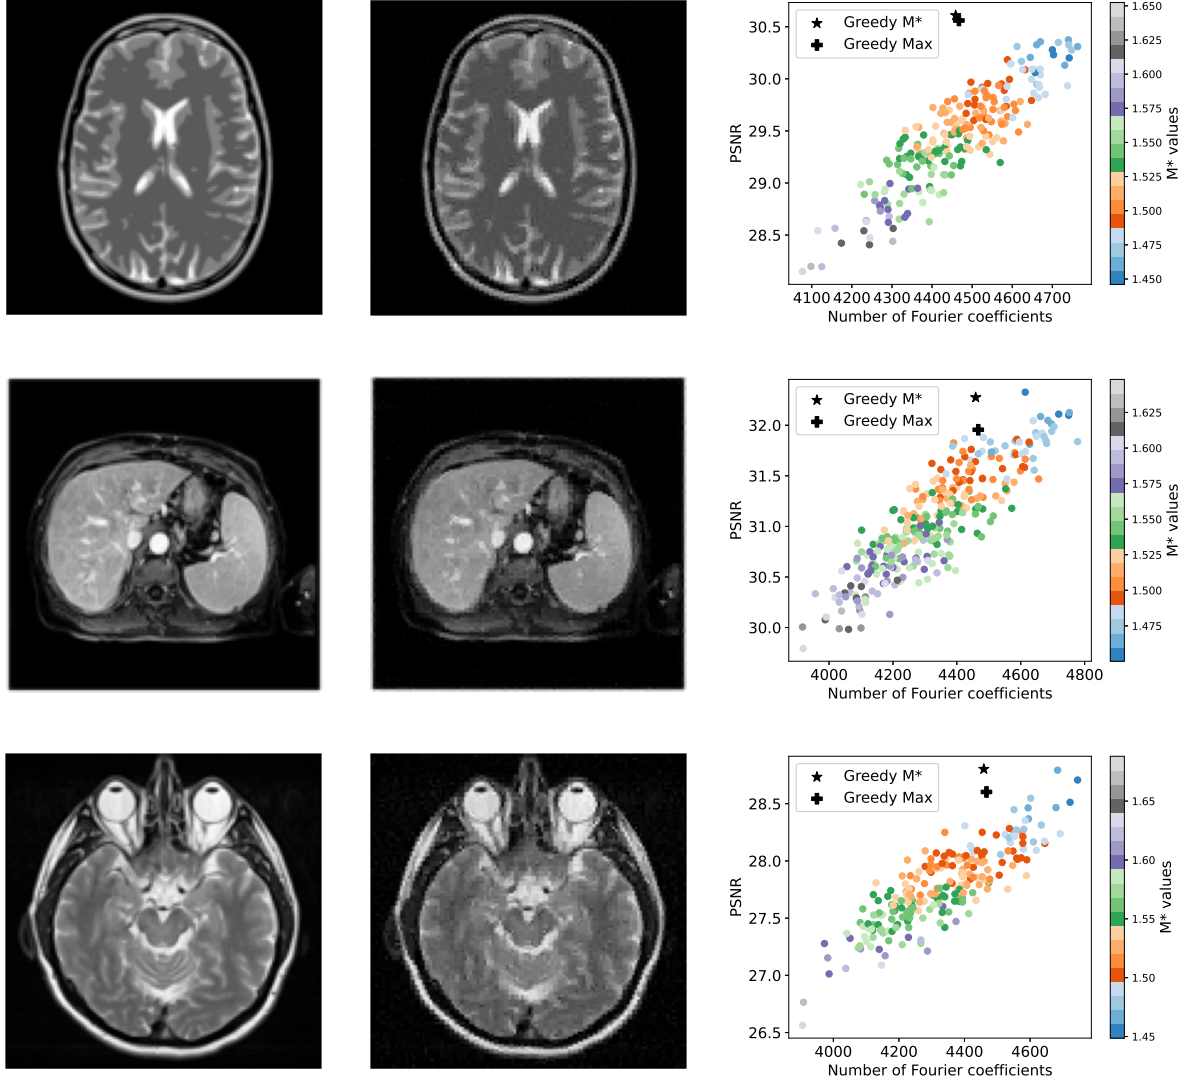 Greedy M*
Greedy Max
30.5
30.0
29.5
29.0
28.5
PSNR
4100 4200 4300 4400 4500 4600 4700
Number of Fourier coefficients
1.650
1.625
1.600
1.575
1.550
1.525
1.500
1.475
1.450
M* values
Greedy M*
Greedy Max
32.0
31.5
31.0
30.5
30.0
PSNR
4000 4200 4400 4600 4800
Number of Fourier coefficients
1.625
1.600
1.575
1.550
1.525
1.500
1.475
M* values
Greedy M*
Greedy Max
28.5
28.0
27.5
27.0
26.5
PSNR
4000 4200 4400 4600
Number of Fourier coefficients
1.65
1.60
1.55
1.50
1.45
M* values